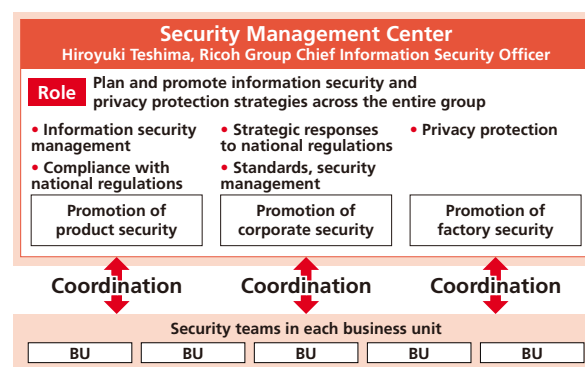 Security Management Center
Hiroyuki Teshima, Ricoh Group Chief Information Security Officer
Role
Plan and promote information security and
privacy protection strategies across the entire group
• Information security
management
• Compliance with
national regulations
• Strategic responses
to national regulations
• Standards, security
management
• Privacy protection
Promotion of
product security
Promotion of
corporate security
Promotion of
factory security
Coordination
Coordination
Coordination
Security teams in each business unit
BU
BU
BU
BU
BU